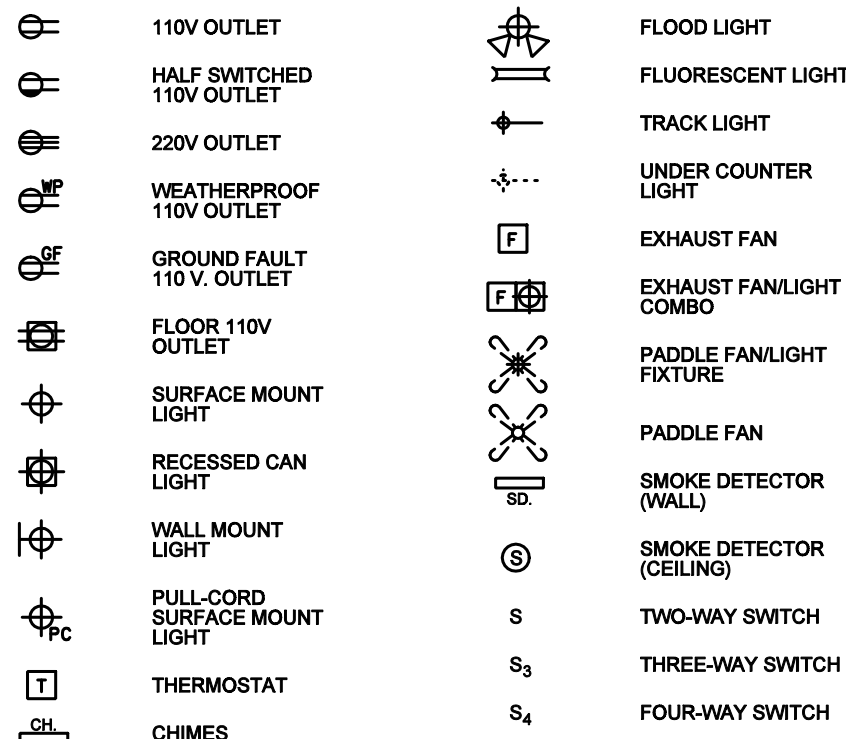 110V OUTLET
HALF SWITCHED
110V OUTLET
220V OUTLET
WP
WEATHERPROOF
110V OUTLET
GF
GROUND FAULT
110 V. OUTLET
FLOOR 110V
OUTLET
SURFACE MOUNT
LIGHT
RECESSED CAN
LIGHT
WALL MOUNT
LIGHT
PC
PULL-CORD
SURFACE MOUNT
LIGHT
T
THERMOSTAT
CH.
CHIMES
FLOOD LIGHT
FLUORESCENT LIGHT
TRACK LIGHT
UNDER COUNTER
LIGHT
F
EXHAUST FAN
F
EXHAUST FAN/LIGHT
COMBO
PADDLE FAN/LIGHT
FIXTURE
PADDLE FAN
SD.
SMOKE DETECTOR
(WALL)
S
SMOKE DETECTOR
(CEILING)
S
TWO-WAY SWITCH
S3
THREE-WAY SWITCH
S4
FOUR-WAY SWITCH